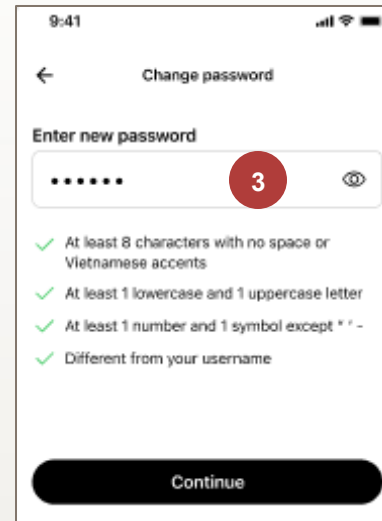 9:41
Change password
Enter new password
••••••
3
At least 8 characters with no space or
Vietnamese accents
At least 1 lowercase and 1 uppercase letter
At least 1 number and 1 symbol except * ' -
Different from your username
Continue